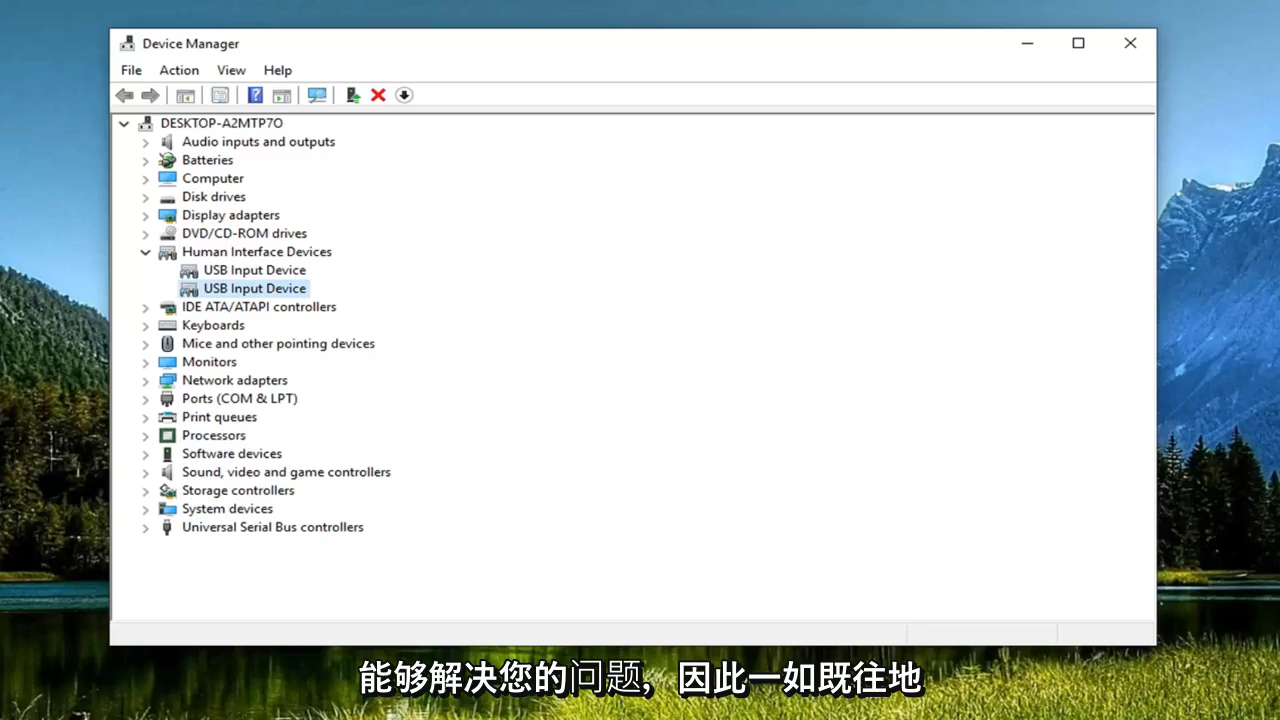 Device Manager
File Action View Help
DESKTOP-A2MTP7O
Audio inputs and outputs
Batteries
Computer
Disk drives
Display adapters
DVD/CD-ROM drives
Human Interface Devices
USB Input Device
USB Input Device
IDE ATA/ATAPI controllers
Keyboards
Mice and other pointing devices
Monitors
Network adapters
Ports (COM & LPT)
Print queues
Processors
Software devices
Sound, video and game controllers
Storage controllers
System devices
Universal Serial Bus controllers
能够解决您的问题，因此一如既往地